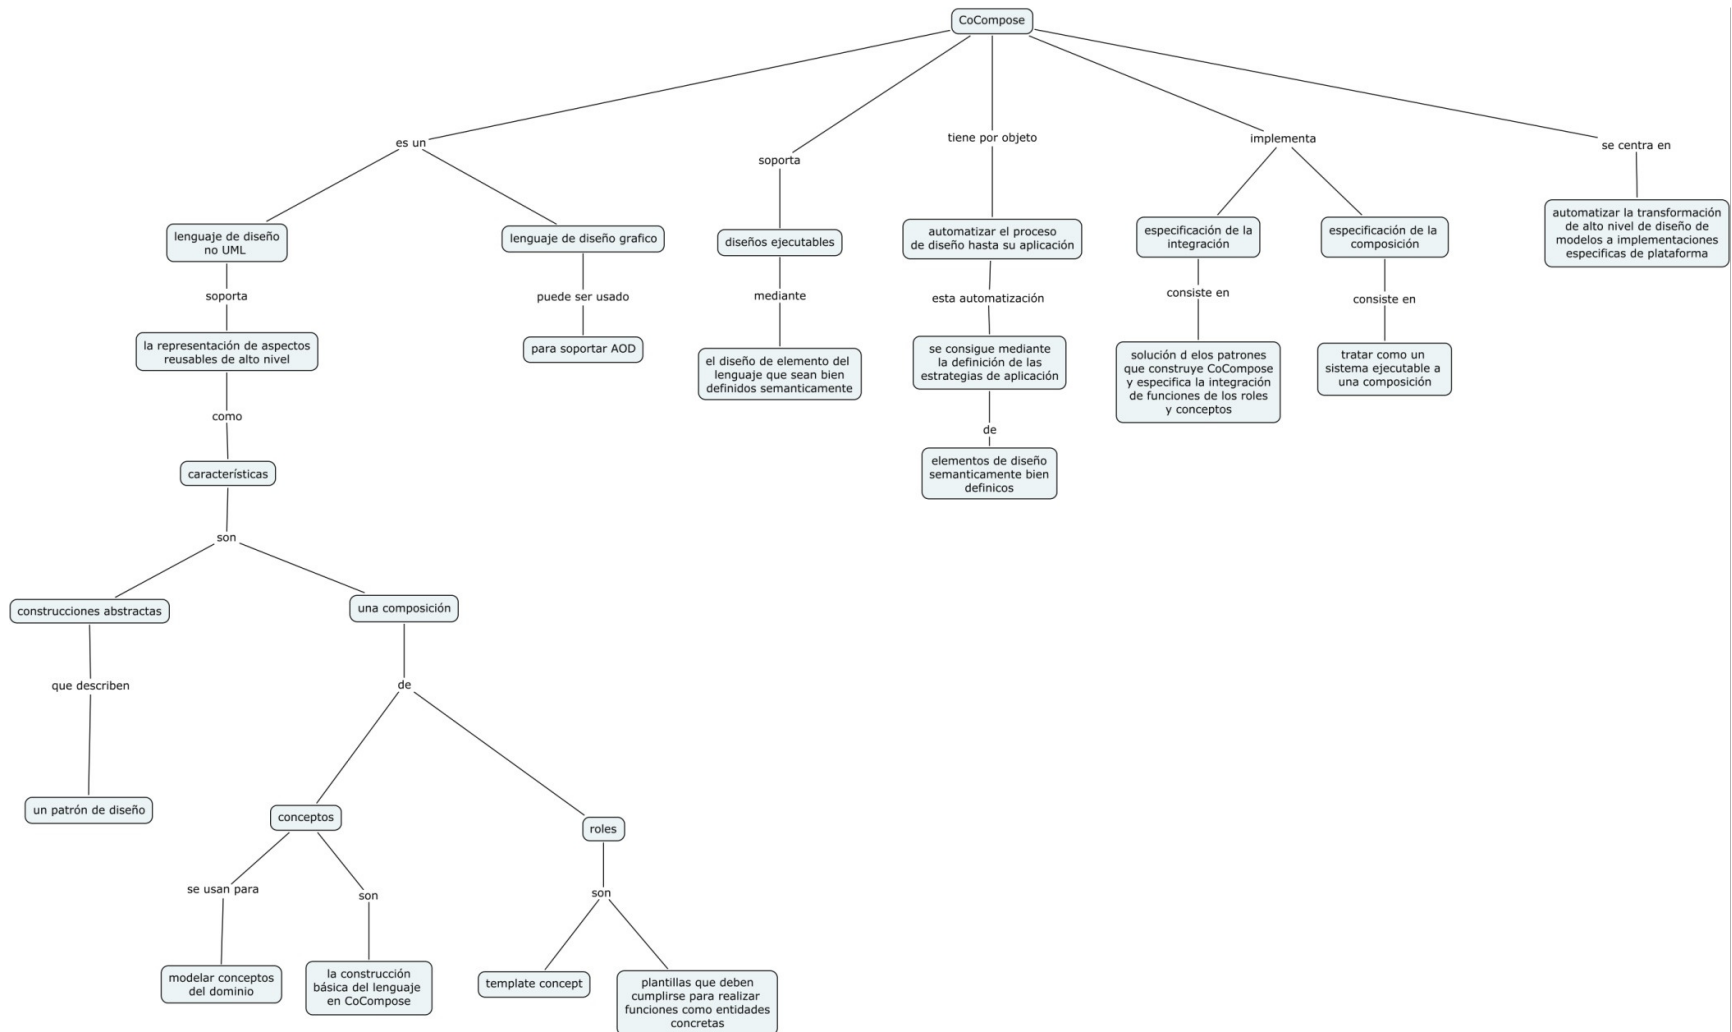 CoCompose
es un
soporta
tiene por objeto
implementa
se centra en
lenguaje de diseño
no UML
lenguaje de diseño grafico
diseños ejecutables
automatizar el proceso
de diseño hasta su aplicación
especificación de la
integración
especificación de la
composición
automatizar la transformación
de alto nivel de diseño de
modelos a implementaciones
especificas de plataforma
soporta
puede ser usado
mediante
esta automatización
consiste en
consiste en
la representación de aspectos
reusables de alto nivel
para soportar AOD
el diseño de elemento del
lenguaje que sean bien
definidos semanticamente
se consigue mediante
la definición de las
estrategias de aplicación
solución d elos patrones
que construye CoCompose
y especifica la integración
de funciones de los roles
y conceptos
tratar como un
sistema ejecutable a
una composición
como
de
características
elementos de diseño
semanticamente bien
definicos
son
construcciones abstractas
una composición
que describen
de
un patrón de diseño
conceptos
roles
se usan para
son
son
modelar conceptos
del dominio
la construcción
básica del lenguaje
en CoCompose
template concept
plantillas que deben
cumplirse para realizar
funciones como entidades
concretas